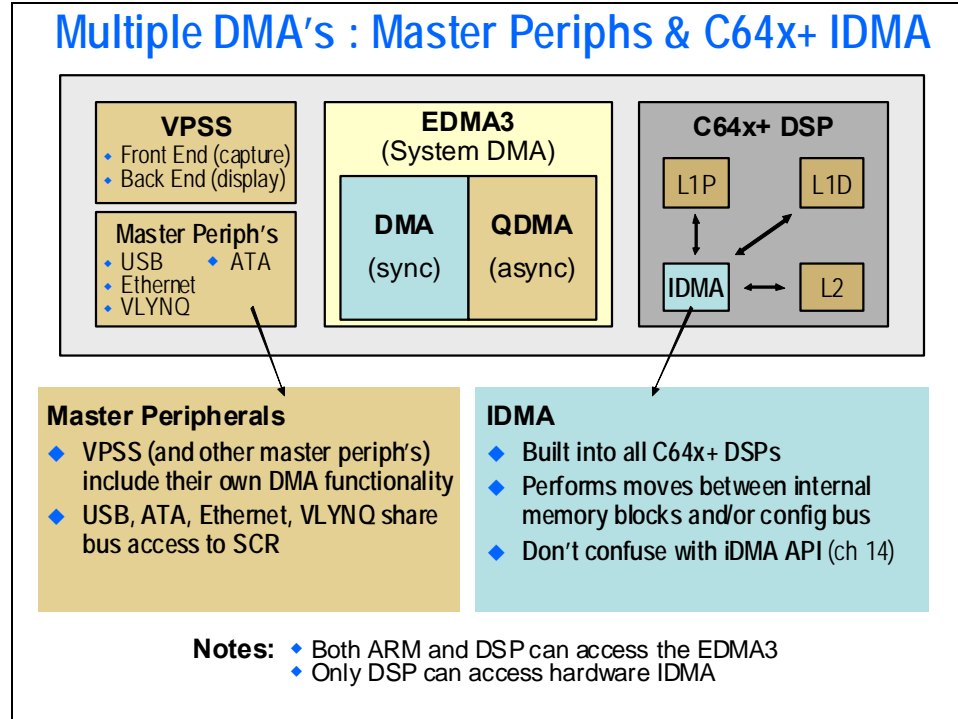 Multiple DMA's : Master Periphs & C64x+ IDMA
VPSS
Front End (capture)
Back End (display)
Master Periph's
USB
ATA
Ethernet
VLYNQ
EDMA3
(System DMA)
DMA
(sync)
QDMA
(async)
C64x+ DSP
L1P
L1D
IDMA
L2
Master Peripherals
VPSS (and other master periph's)
include their own DMA functionality
USB, ATA, Ethernet, VLYNQ share
bus access to SCR
IDMA
Built into all C64x+ DSPs
Performs moves between internal
memory blocks and/or config bus
Don't confuse with iDMA API (ch 14)
Notes:
Both ARM and DSP can access the EDMA3
Only DSP can access hardware IDMA